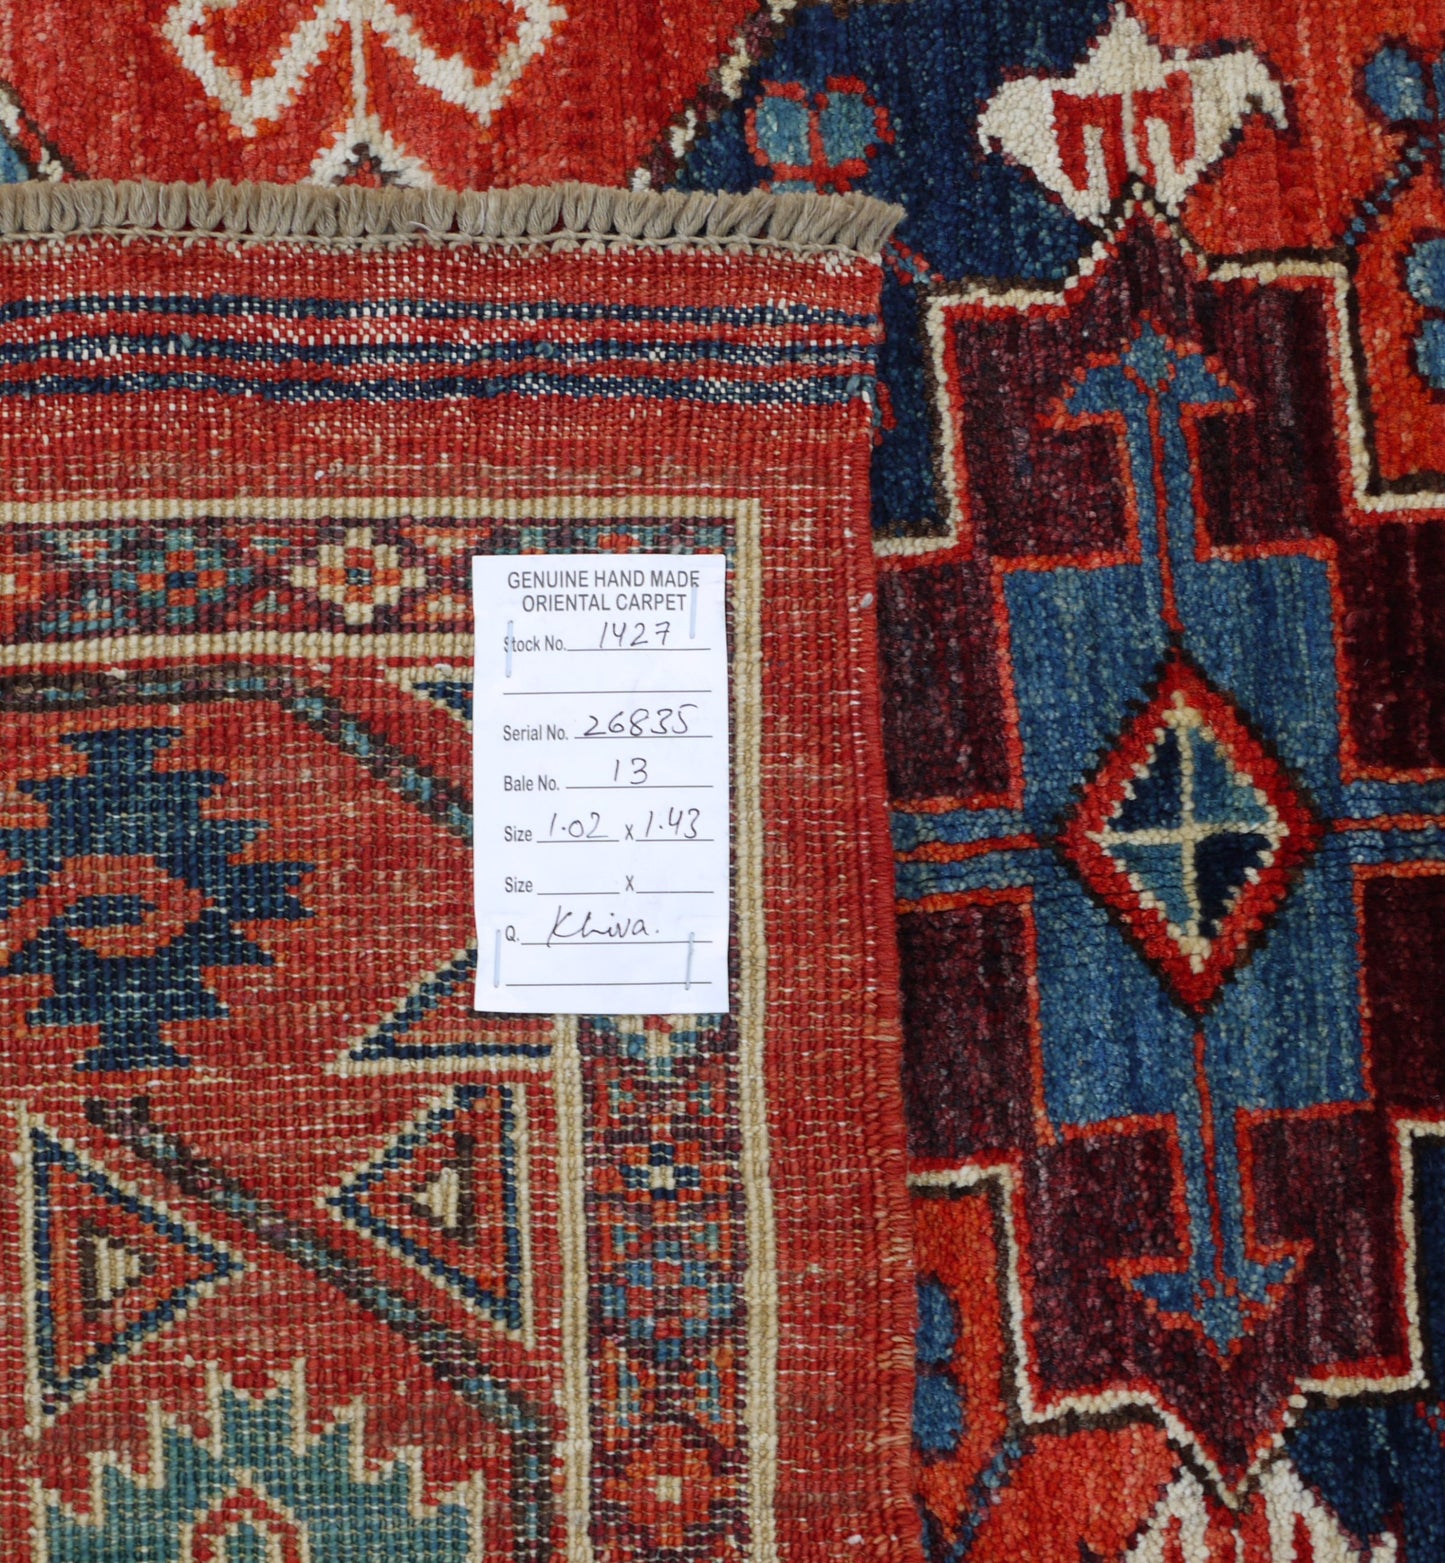 GENUINE HAND MADE
ORIENTAL CARPET
Stock No. 1427
Serial No. 26835
Bale No. 13
Size 1.02 X 1.43
Size X
Q. Khiva.